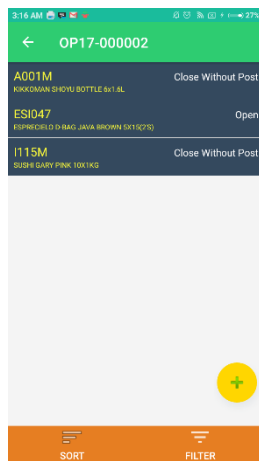 3:16 AM
27%
OP17-000002
A001M
Close Without Post
KIKKOMAN SHOYU BOTTLE 6x1.6L
ESI047
Open
ESPRECIELO D-BAG JAVA BROWN 5X15(2'S)
I115M
Close Without Post
SUSHI GARY PINK 10X1KG
SORT
FILTER